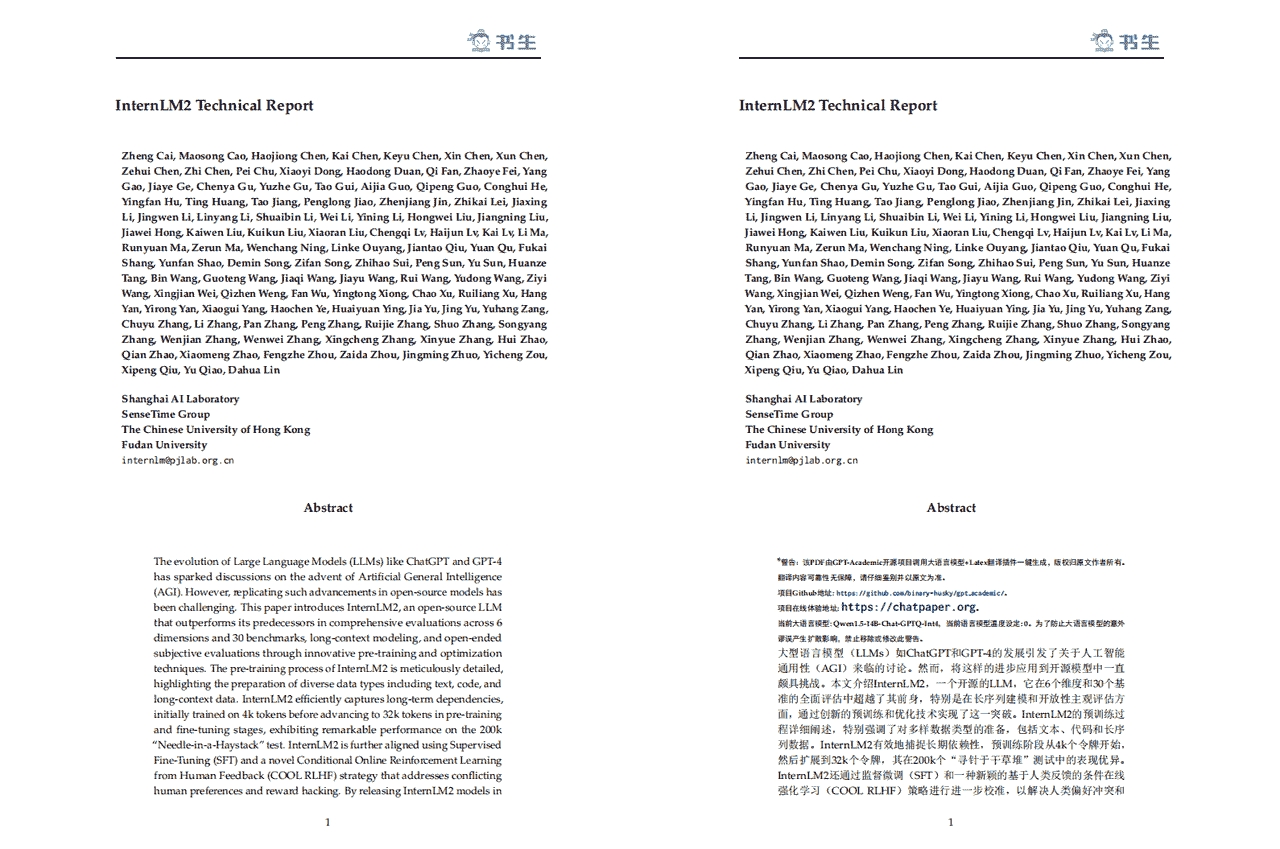 书生
InternLM2 Technical Report
Zheng Cai, Maosong Cao, Haojiong Chen, Kai Chen, Keyu Chen, Xin Chen, Xun Chen,
Zehui Chen, Zhi Chen, Pei Chu, Xiaoyi Dong, Haodong Duan, Qi Fan, Zhaoye Fei, Yang
Gao, Jiaye Ge, Chenya Gu, Yuzhe Gu, Tao Gui, Aijia Guo, Qipeng Guo, Conghui He,
Yingfan Hu, Ting Huang, Tao Jiang, Penglong Jiao, Zhenjiang Jin, Zhikai Lei, Jiaxing
Li, Jingwen Li, Linyang Li, Shuaibin Li, Wei Li, Yining Li, Hongwei Liu, Jiangning Liu,
Jiawei Hong, Kaiwen Liu, Kuikun Liu, Xiaoran Liu, Chengqi Lv, Haijun Lv, Kai Lv, Li Ma,
Runyuan Ma, Zerun Ma, Wenchang Ning, Linke Ouyang, Jiantao Qiu, Yuan Qu, Fukai
Shang, Yunfan Shao, Demin Song, Zifan Song, Zhihao Sui, Peng Sun, Yu Sun, Huanze
Tang, Bin Wang, Guoteng Wang, Jiaqi Wang, Jiayu Wang, Rui Wang, Yudong Wang, Ziyi
Wang, Xingjian Wei, Qizhen Weng, Fan Wu, Yingtong Xiong, Chao Xu, Ruiliang Xu, Hang
Yan, Yirong Yan, Xiaogui Yang, Haochen Ye, Huaiyuan Ying, Jia Yu, Jing Yu, Yuhang Zang,
Chuyu Zhang, Li Zhang, Pan Zhang, Peng Zhang, Ruijie Zhang, Shuo Zhang, Songyang
Zhang, Wenjian Zhang, Wenwei Zhang, Xingcheng Zhang, Xinyue Zhang, Hui Zhao,
Qian Zhao, Xiaomeng Zhao, Fengzhe Zhou, Zaida Zhou, Jingming Zhuo, Yicheng Zou,
Xipeng Qiu, Yu Qiao, Dahua Lin
Shanghai AI Laboratory
SenseTime Group
The Chinese University of Hong Kong
Fudan University
internlm@pjlab.org.cn
Abstract
The evolution of Large Language Models (LLMs) like ChatGPT and GPT-4
has sparked discussions on the advent of Artificial General Intelligence
(AGI). However, replicating such advancements in open-source models has
been challenging. This paper introduces InternLM2, an open-source LLM
that outperforms its predecessors in comprehensive evaluations across 6
dimensions and 30 benchmarks, long-context modeling, and open-ended
subjective evaluations through innovative pre-training and optimization
techniques. The pre-training process of InternLM2 is meticulously detailed,
highlighting the preparation of diverse data types including text, code, and
long-context data. InternLM2 efficiently captures long-term dependencies,
initially trained on 4k tokens before advancing to 32k tokens in pre-training
and fine-tuning stages, exhibiting remarkable performance on the 200k
“Needle-in-a-Haystack” test. InternLM2 is further aligned using Supervised
Fine-Tuning (SFT) and a novel Conditional Online Reinforcement Learning
from Human Feedback (COOL RLHF) strategy that addresses conflicting
human preferences and reward hacking. By releasing InternLM2 models in
1
书生
InternLM2 Technical Report
Zheng Cai, Maosong Cao, Haojiong Chen, Kai Chen, Keyu Chen, Xin Chen, Xun Chen,
Zehui Chen, Zhi Chen, Pei Chu, Xiaoyi Dong, Haodong Duan, Qi Fan, Zhaoye Fei, Yang
Gao, Jiaye Ge, Chenya Gu, Yuzhe Gu, Tao Gui, Aijia Guo, Qipeng Guo, Conghui He,
Yingfan Hu, Ting Huang, Tao Jiang, Penglong Jiao, Zhenjiang Jin, Zhikai Lei, Jiaxing
Li, Jingwen Li, Linyang Li, Shuaibin Li, Wei Li, Yining Li, Hongwei Liu, Jiangning Liu,
Jiawei Hong, Kaiwen Liu, Kuikun Liu, Xiaoran Liu, Chengqi Lv, Haijun Lv, Kai Lv, Li Ma,
Runyuan Ma, Zerun Ma, Wenchang Ning, Linke Ouyang, Jiantao Qiu, Yuan Qu, Fukai
Shang, Yunfan Shao, Demin Song, Zifan Song, Zhihao Sui, Peng Sun, Yu Sun, Huanze
Tang, Bin Wang, Guoteng Wang, Jiaqi Wang, Jiayu Wang, Rui Wang, Yudong Wang, Ziyi
Wang, Xingjian Wei, Qizhen Weng, Fan Wu, Yingtong Xiong, Chao Xu, Ruiliang Xu, Hang
Yan, Yirong Yan, Xiaogui Yang, Haochen Ye, Huaiyuan Ying, Jia Yu, Jing Yu, Yuhang Zang,
Chuyu Zhang, Li Zhang, Pan Zhang, Peng Zhang, Ruijie Zhang, Shuo Zhang, Songyang
Zhang, Wenjian Zhang, Wenwei Zhang, Xingcheng Zhang, Xinyue Zhang, Hui Zhao,
Qian Zhao, Xiaomeng Zhao, Fengzhe Zhou, Zaida Zhou, Jingming Zhuo, Yicheng Zou,
Xipeng Qiu, Yu Qiao, Dahua Lin
Shanghai AI Laboratory
SenseTime Group
The Chinese University of Hong Kong
Fudan University
internlm@pjlab.org.cn
Abstract
*警告：该PDF由GPT-Academic开源项目调用大语言模型+Latex翻译插件一键生成，版权归原文作者所有。
翻译内容可靠性无保障，请仔细鉴别并以原文为准。
项目Github地址: https://github.com/binary-husky/gpt_academic/。
项目在线体验地址: https://chatpaper.org。
当前大语言模型: Qwen1.5-14B-Chat-GPTQ-Int4，当前语言模型温度设定: 0。为了防止大语言模型的意外
谬误产生扩散影响，禁止移除或修改此警告。
大型语言模型（LLMs）如ChatGPT和GPT-4的发展引发了关于人工智能
通用性（AGI）来临的讨论。然而，将这样的进步应用到开源模型中一直
颇具挑战。本文介绍InternLM2，一个开源的LLM，它在6个维度和30个基
准的全面评估中超越了其前身，特别是在长序列建模和开放性主观评估方
面，通过创新的预训练和优化技术实现了这一突破。InternLM2的预训练过
程详细阐述，特别强调了对多样数据类型的准备，包括文本、代码和长序
列数据。InternLM2有效地捕捉长期依赖性，预训练阶段从4k个令牌开始，
然后扩展到32k个令牌，其在200k个“寻针于干草堆”测试中的表现优异。
InternLM2还通过监督微调（SFT）和一种新颖的基于人类反馈的条件在线
强化学习（COOL RLHF）策略进行进一步校准，以解决人类偏好冲突和
1